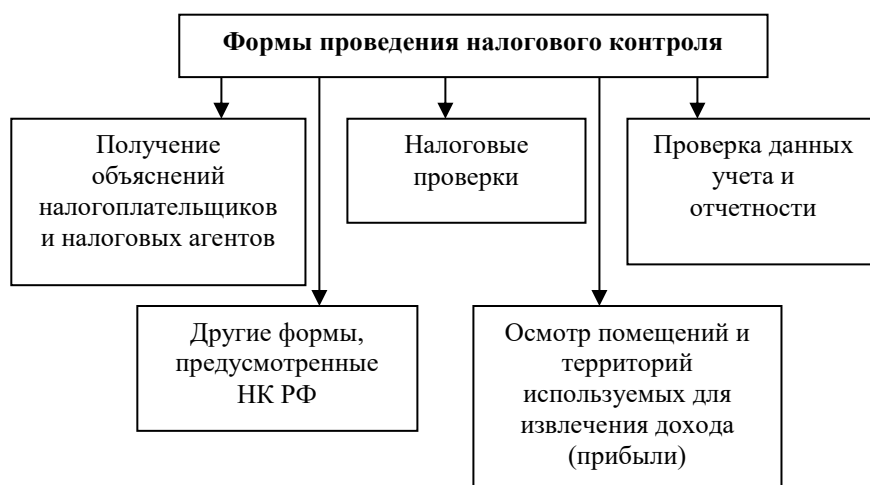 Формы проведения налогового контроля
Получение
объяснений
налогоплательщиков
и налоговых агентов
Налоговые
проверки
Проверка данных
учета и
отчетности
Другие формы,
предусмотренные
НК РФ
Осмотр помещений и
территорий
используемых для
извлечения дохода
(прибыли)